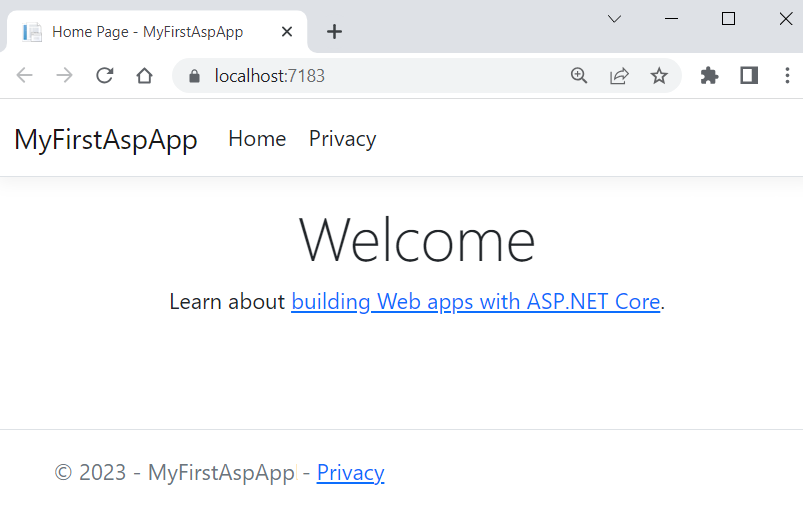 Home Page - MyFirstAspApp
localhost:7183
MyFirstAspApp Home Privacy
Welcome
Learn about building Web apps with ASP.NET Core.
© 2023 - MyFirstAspApp - Privacy